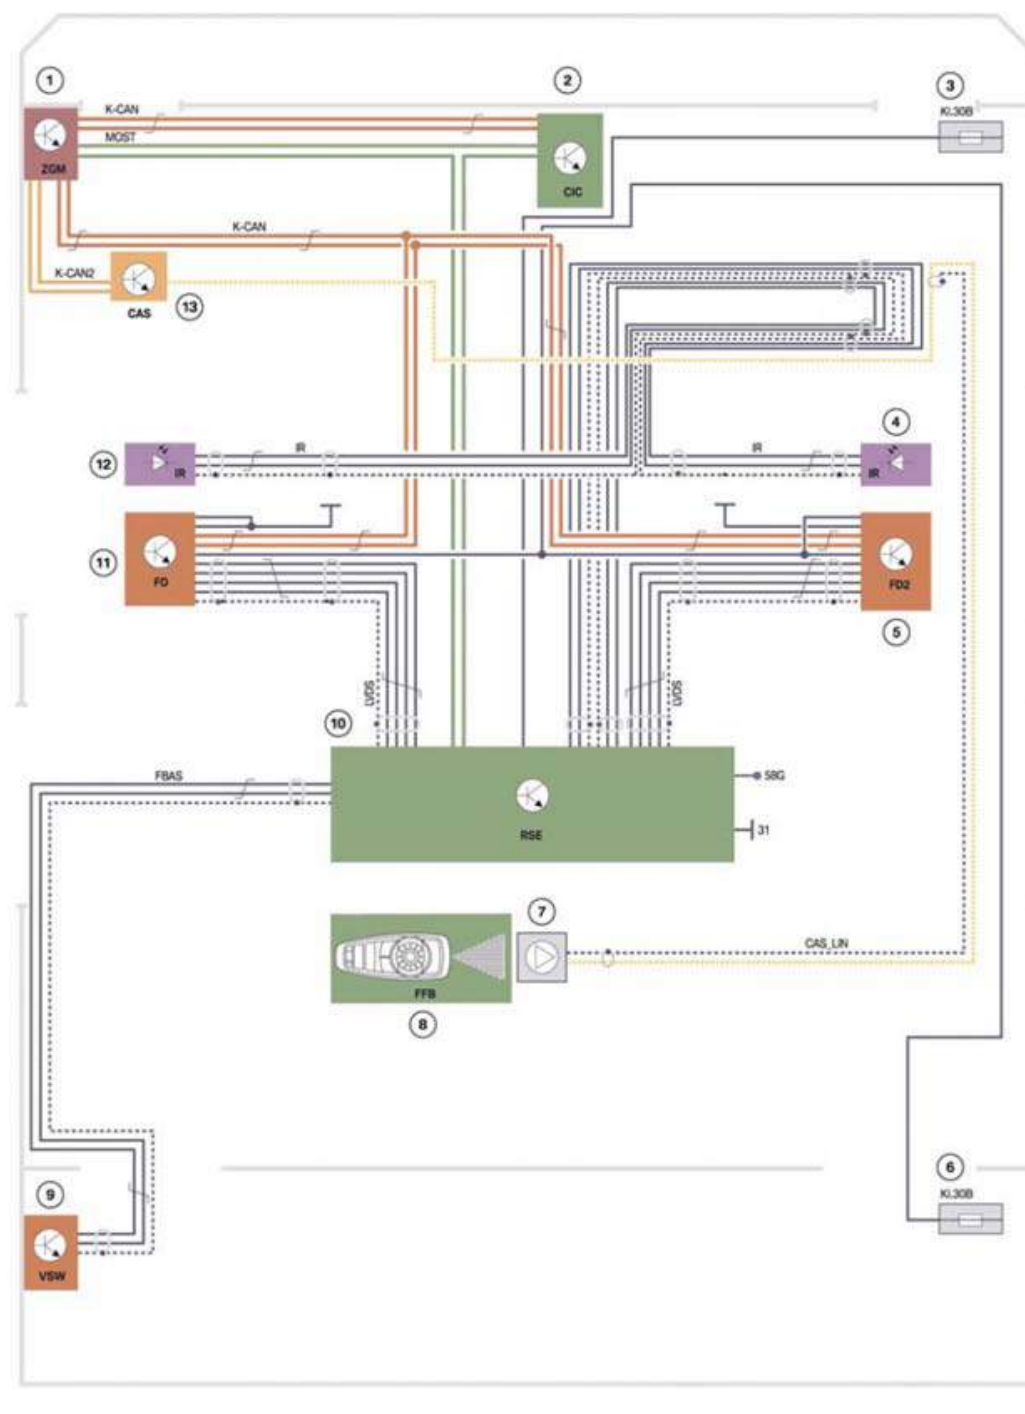 1
2
3
K-CAN
Kl.30B
MOST
ZGM
CIC
K-CAN
K-CAN2
CAS
13
4
12
IR
IR
IR
IR
11
FD
FD2
5
LVDS
LVDS
10
FBAS
58G
RSE
31
7
CAS_LIN
FFB
8
6
9
Kl.30B
VSW